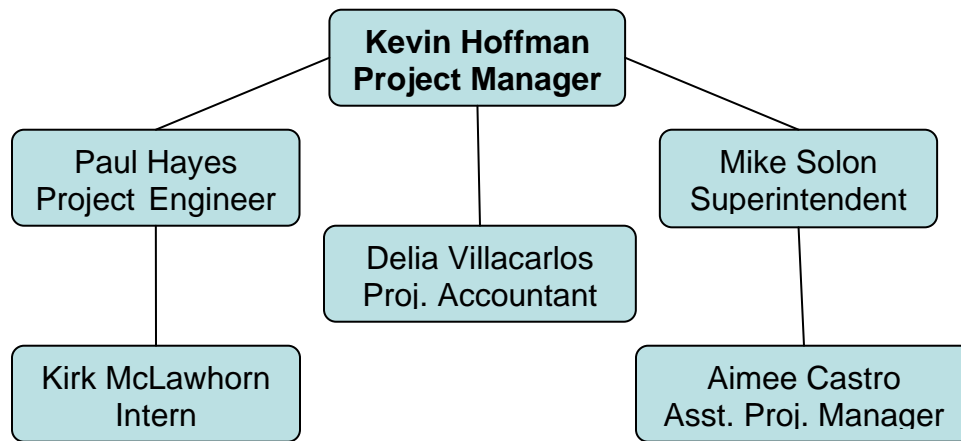 Kevin Hoffman
Project Manager
Paul Hayes
Project Engineer
Mike Solon
Superintendent
Delia Villacarlos
Proj. Accountant
Kirk McLawhorn
Intern
Aimee Castro
Asst. Proj. Manager